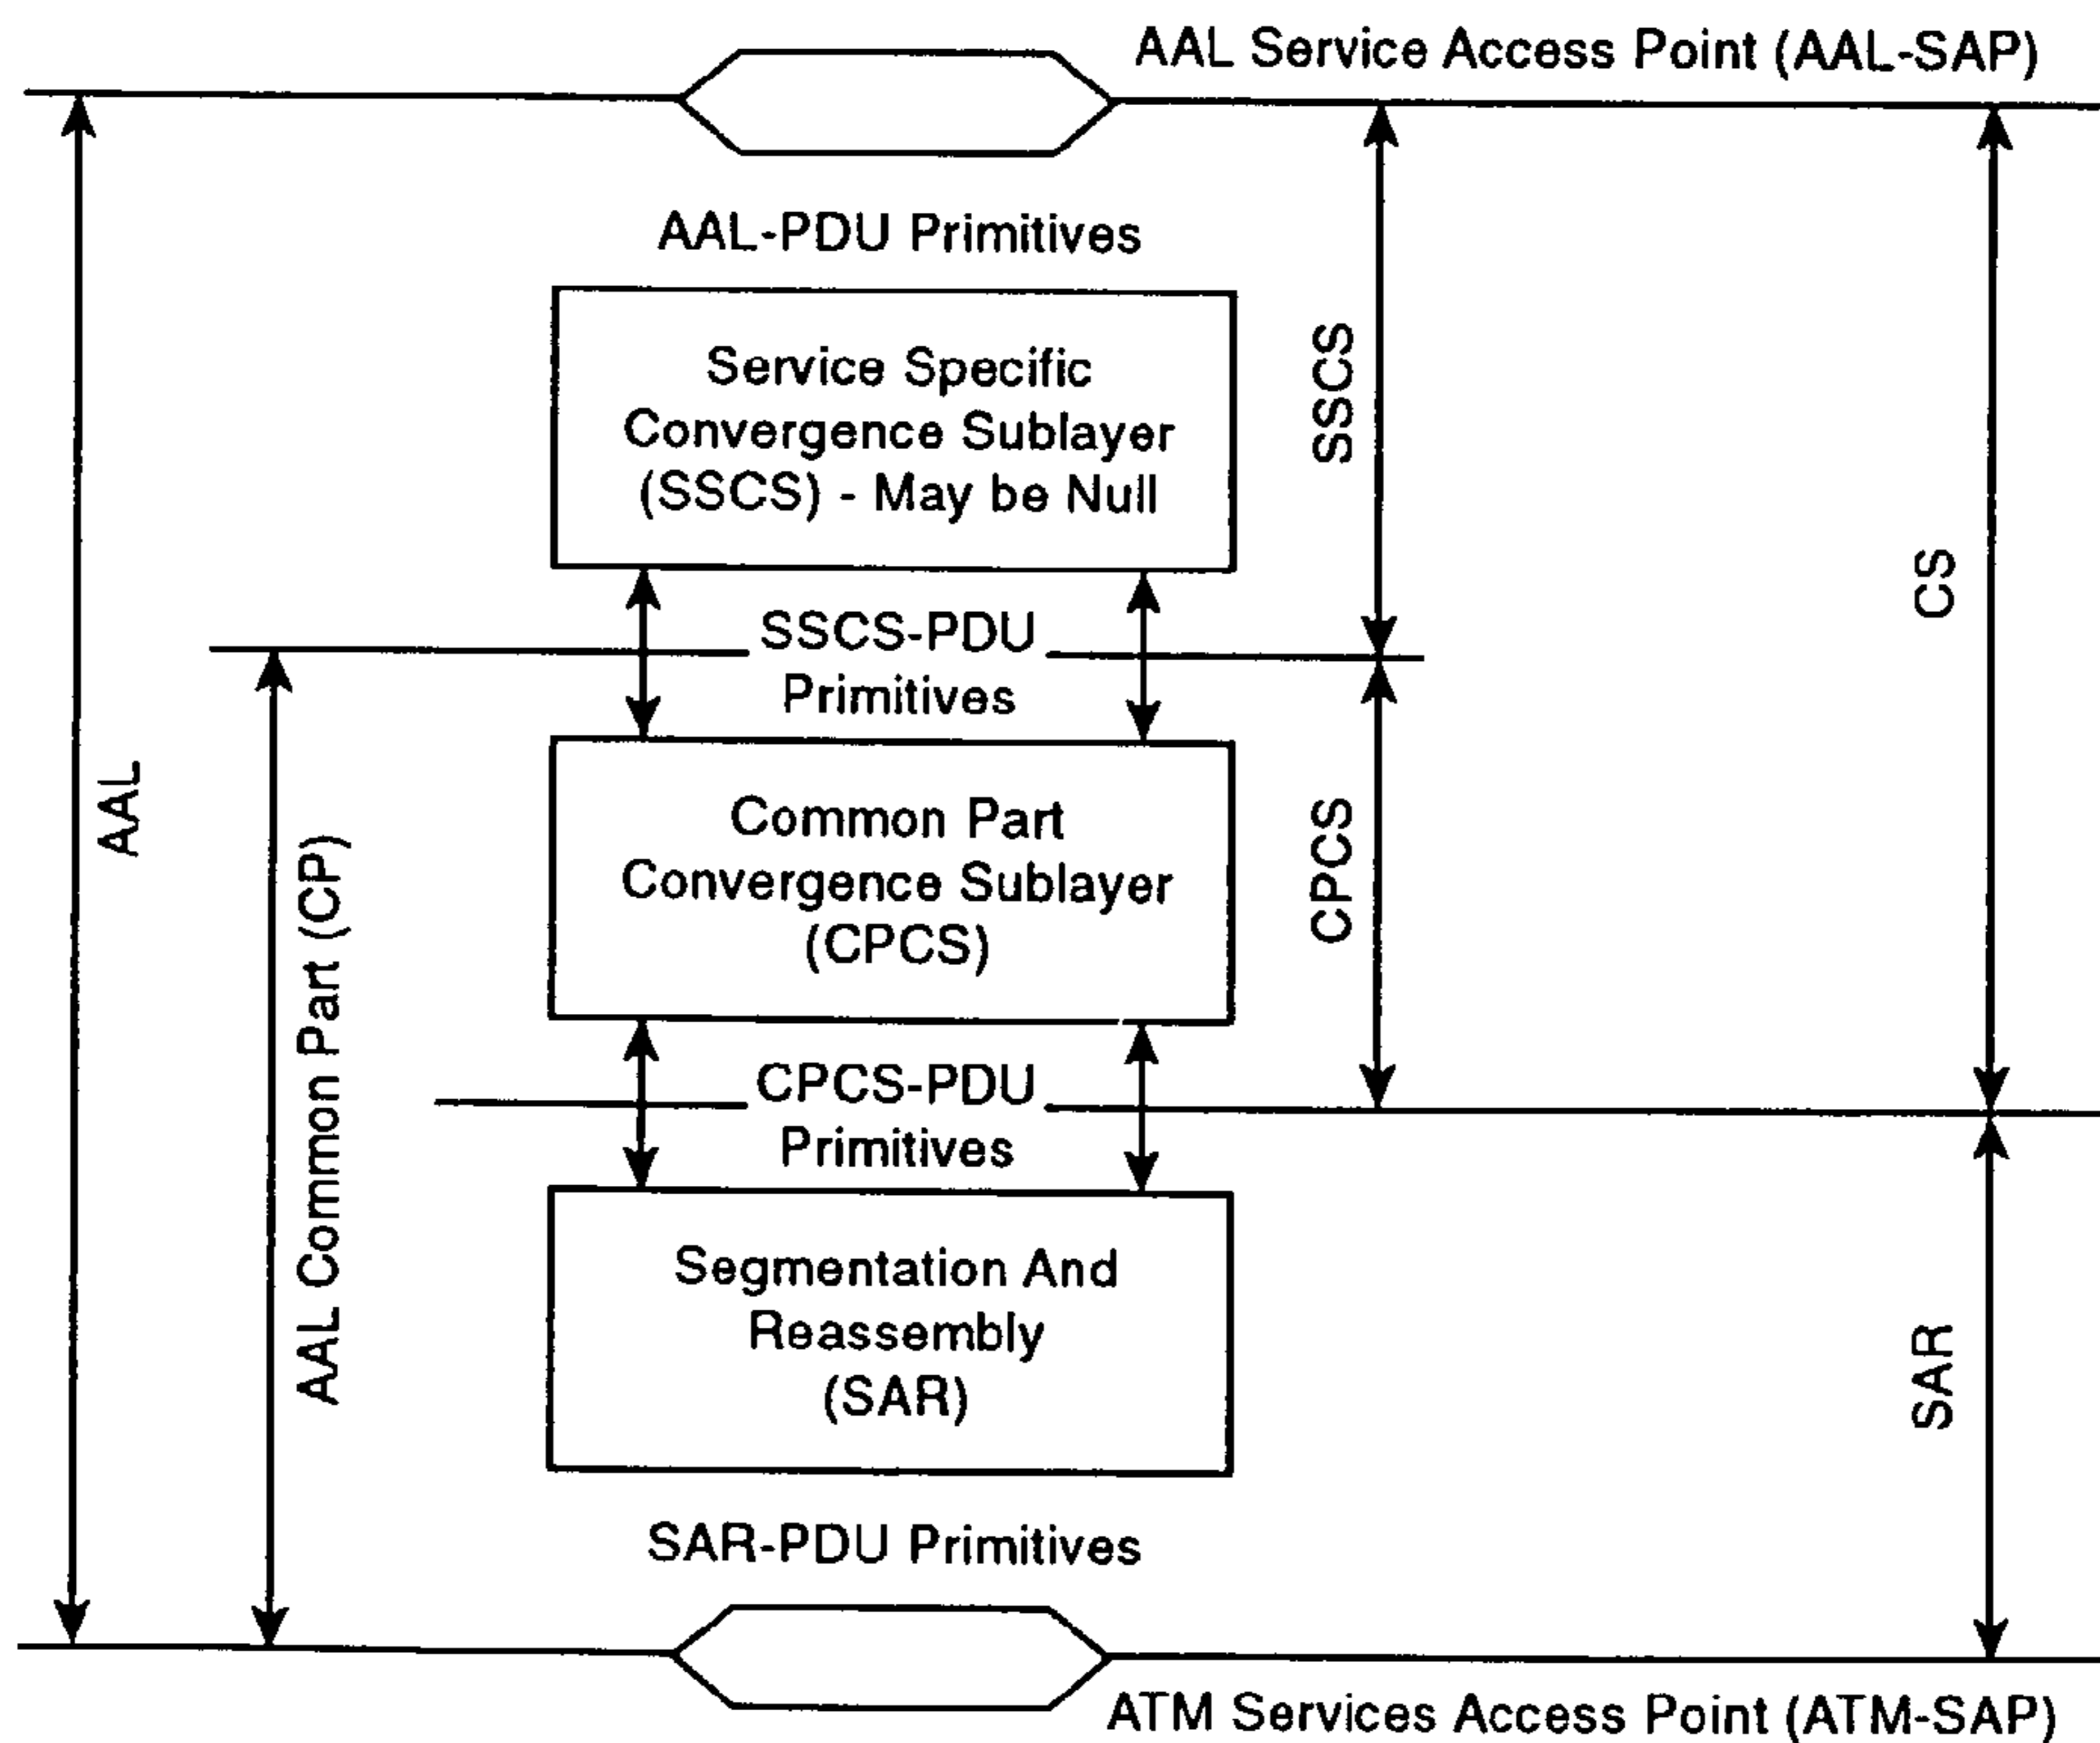 AAL Service Access Point (AAL-SAP)
AAL-PDU Primitives
Service Specific
Convergence Sublayer
(SSCS) - May be Null
SSCS
CS
SSCS-PDU
Primitives
AAL
Common Part
Convergence Sublayer
(CPCS)
CPCS
AAL Common Part (CP)
CPCS-PDU
Primitives
Segmentation And
Reassembly
(SAR)
SAR
SAR-PDU Primitives
ATM Services Access Point (ATM-SAP)